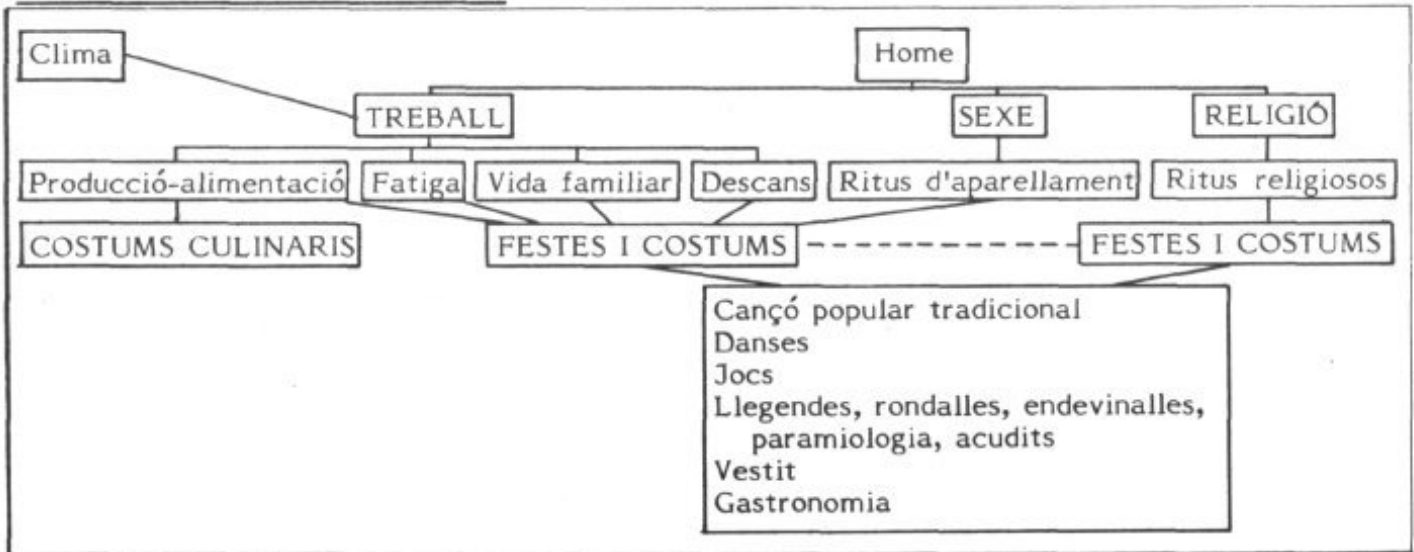 Clima
Home
TREBALL
SEXE
RELIGIÓ
Producció-alimentació
Fatiga
Vida familiar
Descans
Ritus d'aparellament
Ritus religiosos
COSTUMS CULINARIS
FESTES I COSTUMS
FESTES I COSTUMS
Cançó popular tradicional
Danses
Jocs
Llegendes, rondalles, endevinalles,
paramiologia, acudits
Vestit
Gastronomia